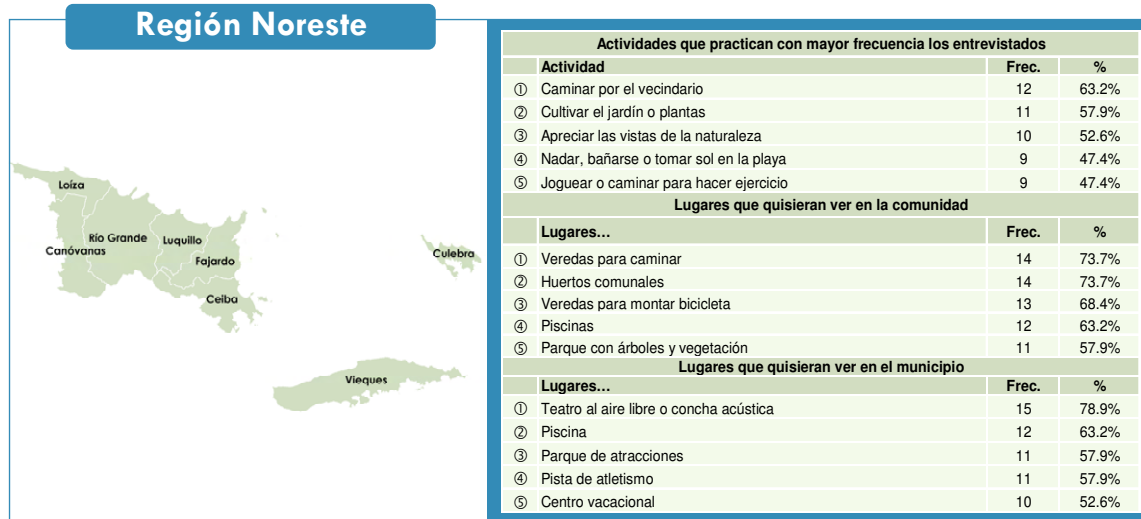 Región Noreste
Loíza
Río Grande
Luquillo
Canóvanas
Fajardo
Ceiba
Culebra
Vieques
Actividades que practican con mayor frecuencia los entrevistados
Actividad Frec. %
① Caminar por el vecindario 12 63.2%
② Cultivar el jardín o plantas 11 57.9%
③ Apreciar las vistas de la naturaleza 10 52.6%
④ Nadar, bañarse o tomar sol en la playa 9 47.4%
⑤ Joguear o caminar para hacer ejercicio 9 47.4%
Lugares que quisieran ver en la comunidad
Lugares… Frec. %
① Veredas para caminar 14 73.7%
② Huertos comunales 14 73.7%
③ Veredas para montar bicicleta 13 68.4%
④ Piscinas 12 63.2%
⑤ Parque con árboles y vegetación 11 57.9%
Lugares que quisieran ver en el municipio
Lugares… Frec. %
① Teatro al aire libre o concha acústica 15 78.9%
② Piscina 12 63.2%
③ Parque de atracciones 11 57.9%
④ Pista de atletismo 11 57.9%
⑤ Centro vacacional 10 52.6%